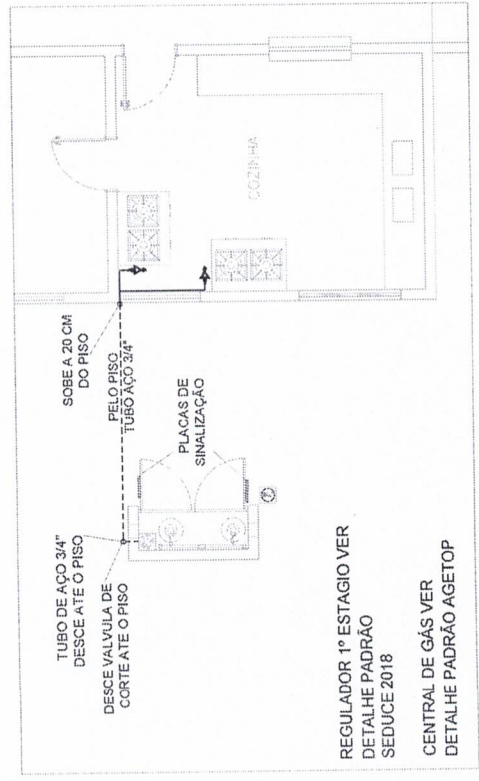 TUBO DE AÇO 3/4"
DESCE ATE O PISO
DESCE VALVULA DE
CORTE ATE O PISO
SOBE A 20 CM
DO PISO
PELO PISO
TUBO AÇO 3/4"
PLACAS DE
SINALIZAÇÃO
COZINHA
REGULADOR 1º ESTAGIO VER
DETALHE PADRÃO
SEDUCE 2018
CENTRAL DE GÁS VER
DETALHE PADRÃO AGETOP